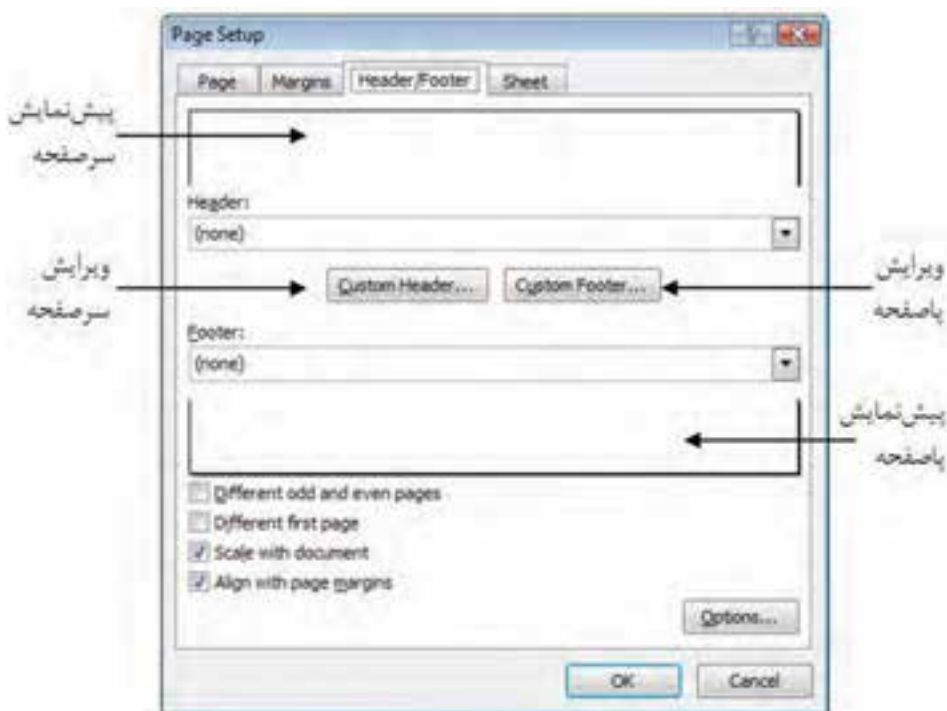 Page Setup
Page
Margins
Header/Footer
Sheet
پیش‌نمایش
سرصفحه
Header:
(none)
ویرایش
سرصفحه
Custom Header...
Custom Footer...
ویرایش
پاصفحه
Footer:
(none)
پیش‌نمایش
پاصفحه
Different odd and even pages
Different first page
Scale with document
Align with page margins
Options...
OK
Cancel